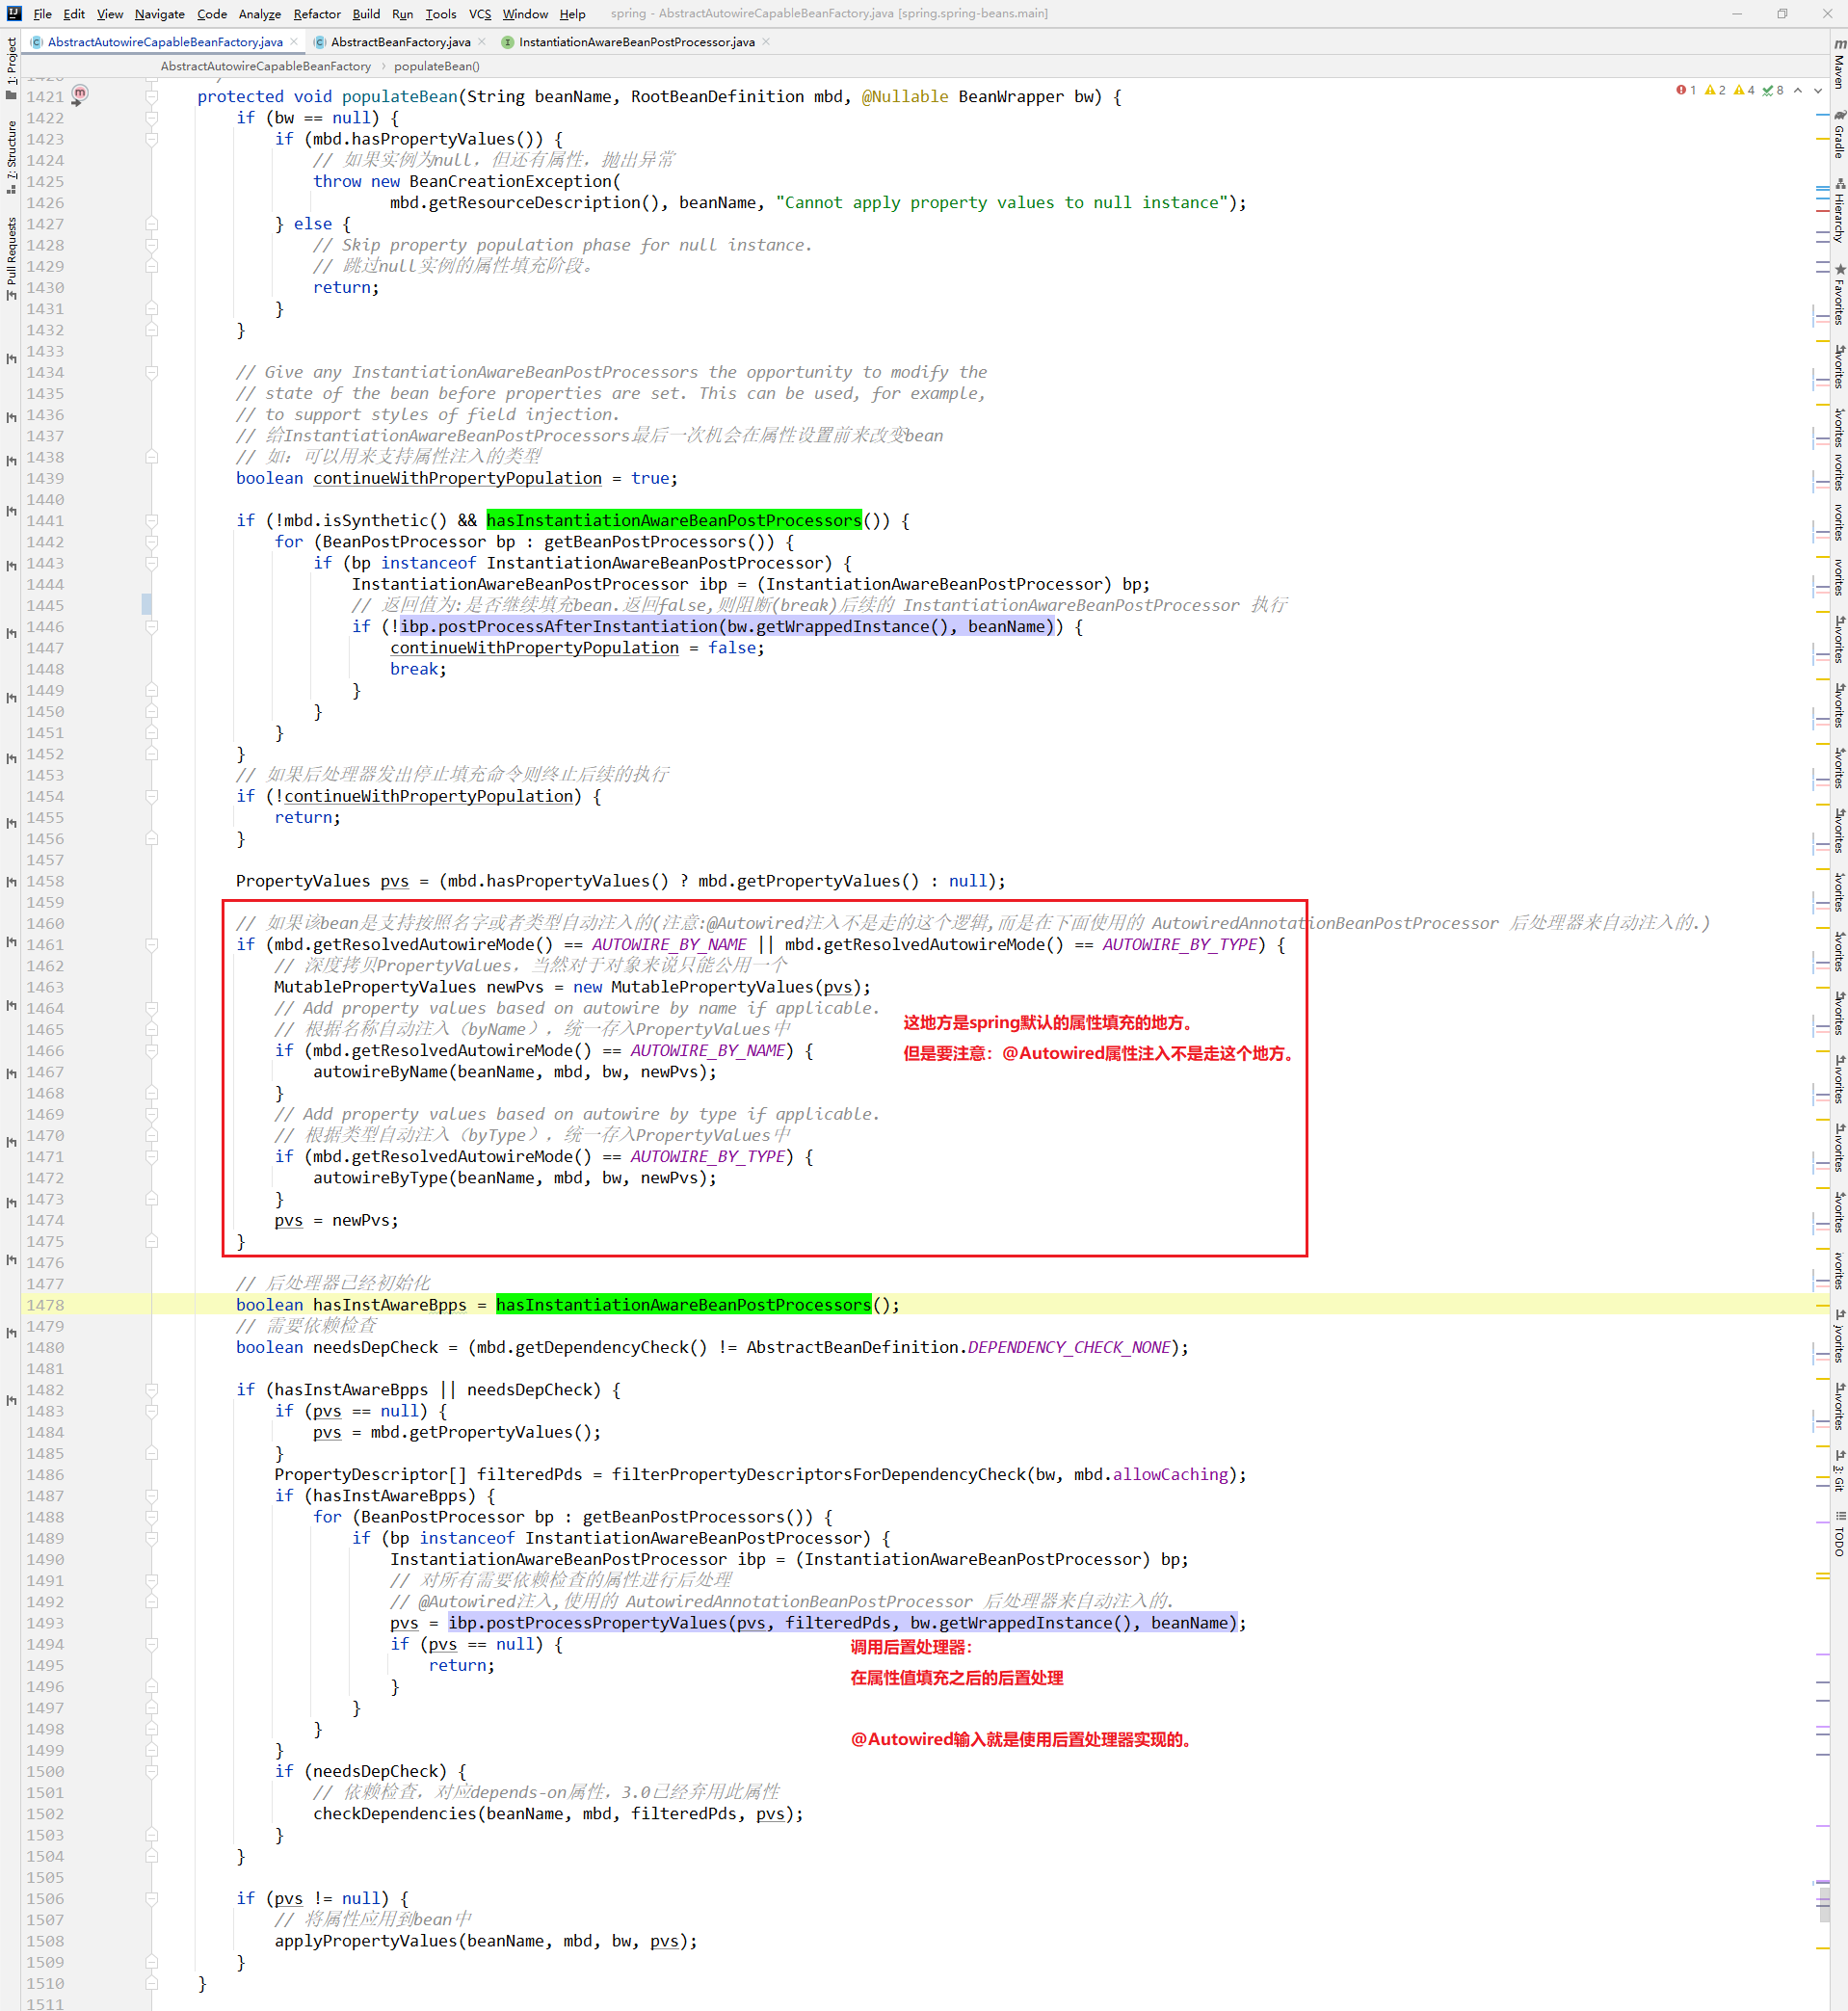 File Edit View Navigate Code Analyze Refactor Build Run Tools VCS Window Help spring - AbstractAutowireCapableBeanFactory.java [spring.spring-beans.main]
AbstractAutowireCapableBeanFactory.java AbstractBeanFactory.java InstantiationAwareBeanPostProcessor.java
AbstractAutowireCapableBeanFactory populateBean()
1421 protected void populateBean(String beanName, RootBeanDefinition mbd, @Nullable BeanWrapper bw) { 1 2 4 8
1422 if (bw == null) {
1423 if (mbd.hasPropertyValues()) {
1424 // 如果实例为null，但还有属性，抛出异常
1425 throw new BeanCreationException(
1426 mbd.getResourceDescription(), beanName, "Cannot apply property values to null instance");
1427 } else {
1428 // Skip property population phase for null instance.
1429 // 跳过null实例的属性填充阶段。
1430 return;
1431 }
1432 }
1433
1434 // Give any InstantiationAwareBeanPostProcessors the opportunity to modify the
1435 // state of the bean before properties are set. This can be used, for example,
1436 // to support styles of field injection.
1437 // 给InstantiationAwareBeanPostProcessors最后一次机会在属性设置前来改变bean
1438 // 如：可以用来支持属性注入的类型
1439 boolean continueWithPropertyPopulation = true;
1440
1441 if (!mbd.isSynthetic() && hasInstantiationAwareBeanPostProcessors()) {
1442 for (BeanPostProcessor bp : getBeanPostProcessors()) {
1443 if (bp instanceof InstantiationAwareBeanPostProcessor) {
1444 InstantiationAwareBeanPostProcessor ibp = (InstantiationAwareBeanPostProcessor) bp;
1445 // 返回值为:是否继续填充bean.返回false,则阻断(break)后续的 InstantiationAwareBeanPostProcessor 执行
1446 if (!ibp.postProcessAfterInstantiation(bw.getWrappedInstance(), beanName)) {
1447 continueWithPropertyPopulation = false;
1448 break;
1449 }
1450 }
1451 }
1452 }
1453 // 如果后处理器发出停止填充命令则终止后续的执行
1454 if (!continueWithPropertyPopulation) {
1455 return;
1456 }
1457
1458 PropertyValues pvs = (mbd.hasPropertyValues() ? mbd.getPropertyValues() : null);
1459
1460 // 如果该bean是支持按照名字或者类型自动注入的(注意:@Autowired注入不是走的这个逻辑,而是在下面使用的 AutowiredAnnotationBeanPostProcessor 后处理器来自动注入的.)
1461 if (mbd.getResolvedAutowireMode() == AUTOWIRE_BY_NAME || mbd.getResolvedAutowireMode() == AUTOWIRE_BY_TYPE) {
1462 // 深度拷贝PropertyValues，当然对于对象来说只能公用一个
1463 MutablePropertyValues newPvs = new MutablePropertyValues(pvs);
1464 // Add property values based on autowire by name if applicable.
1465 // 根据名称自动注入（byName），统一存入PropertyValues中
这地方是spring默认的属性填充的地方。
1466 if (mbd.getResolvedAutowireMode() == AUTOWIRE_BY_NAME) {
但是要注意：@Autowired属性注入不是走这个地方。
1467 autowireByName(beanName, mbd, bw, newPvs);
1468 }
1469 // Add property values based on autowire by type if applicable.
1470 // 根据类型自动注入（byType），统一存入PropertyValues中
1471 if (mbd.getResolvedAutowireMode() == AUTOWIRE_BY_TYPE) {
1472 autowireByType(beanName, mbd, bw, newPvs);
1473 }
1474 pvs = newPvs;
1475 }
1476
1477 // 后处理器已经初始化
1478 boolean hasInstAwareBpps = hasInstantiationAwareBeanPostProcessors();
1479 // 需要依赖检查
1480 boolean needsDepCheck = (mbd.getDependencyCheck() != AbstractBeanDefinition.DEPENDENCY_CHECK_NONE);
1481
1482 if (hasInstAwareBpps || needsDepCheck) {
1483 if (pvs == null) {
1484 pvs = mbd.getPropertyValues();
1485 }
1486 PropertyDescriptor[] filteredPds = filterPropertyDescriptorsForDependencyCheck(bw, mbd.allowCaching);
1487 if (hasInstAwareBpps) {
1488 for (BeanPostProcessor bp : getBeanPostProcessors()) {
1489 if (bp instanceof InstantiationAwareBeanPostProcessor) {
1490 InstantiationAwareBeanPostProcessor ibp = (InstantiationAwareBeanPostProcessor) bp;
1491 // 对所有需要依赖检查的属性进行后处理
1492 // @Autowired注入,使用的 AutowiredAnnotationBeanPostProcessor 后处理器来自动注入的.
1493 pvs = ibp.postProcessPropertyValues(pvs, filteredPds, bw.getWrappedInstance(), beanName);
1494 if (pvs == null) {
调用后置处理器：
1495 return;
在属性值填充之后的后置处理
1496 }
1497 }
1498 }
1499 }
@Autowired输入就是使用后置处理器实现的。
1500 if (needsDepCheck) {
1501 // 依赖检查，对应depends-on属性，3.0已经弃用此属性
1502 checkDependencies(beanName, mbd, filteredPds, pvs);
1503 }
1504 }
1505
1506 if (pvs != null) {
1507 // 将属性应用到bean中
1508 applyPropertyValues(beanName, mbd, bw, pvs);
1509 }
1510 }
1511
1: Project
7: Structure
Pull Requests
Maven
Gradle
Hierarchy
Favorites
3: Git
TODO